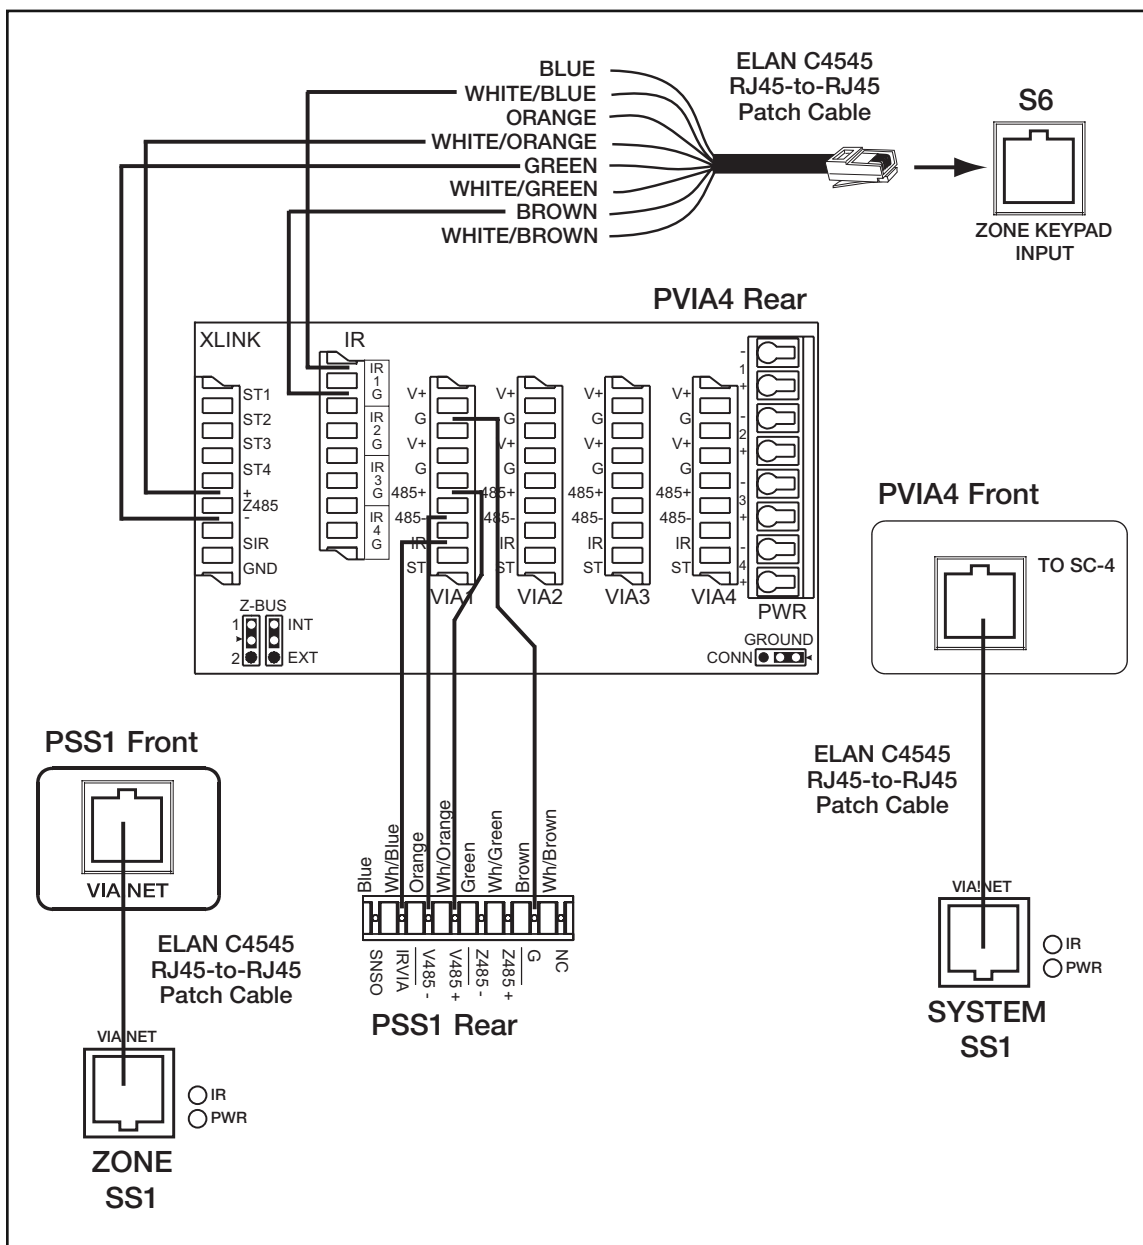 BLUE
WHITE/BLUE
ORANGE
WHITE/ORANGE
GREEN
WHITE/GREEN
BROWN
WHITE/BROWN
ELAN C4545
RJ45-to-RJ45
Patch Cable
S6
ZONE KEYPAD
INPUT
PVIA4 Rear
XLINK
ST1
ST2
ST3
ST4
+
Z485
-
SIR
GND
IR
IR
1
G
IR
2
G
IR
3
G
IR
4
G
V+
G
V+
G
485+
485-
IR
ST
VIA1
V+
G
V+
G
485+
485-
IR
ST
VIA2
V+
G
V+
G
485+
485-
IR
ST
VIA3
V+
G
V+
G
485+
485-
IR
ST
VIA4
-
1
+
-
2
+
-
3
+
-
4
+
PWR
Z-BUS
1
2
INT
EXT
GROUND
CONN
PVIA4 Front
TO SC-4
ELAN C4545
RJ45-to-RJ45
Patch Cable
VIA!NET
IR
PWR
SYSTEM
SS1
PSS1 Front
VIA!NET
ELAN C4545
RJ45-to-RJ45
Patch Cable
VIA!NET
IR
PWR
ZONE
SS1
Blue
Wh/Blue
Orange
Wh/Orange
Green
Wh/Green
Brown
Wh/Brown
SNSO
IRVIA
V485 -
V485 +
Z485 -
Z485 +
G
NC
PSS1 Rear